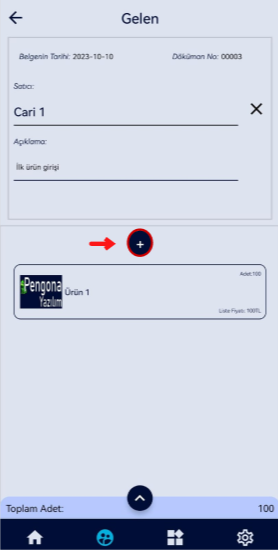 Gelen
Belgenin Tarihi: 2023-10-10 Döküman No: 00003
Satıcı:
Cari 1
Açıklama:
İlk ürün girişi
Adet:100
Pengona
Yazılım
Ürün 1
Liste Fiyatı: 100TL
Toplam Adet: 100